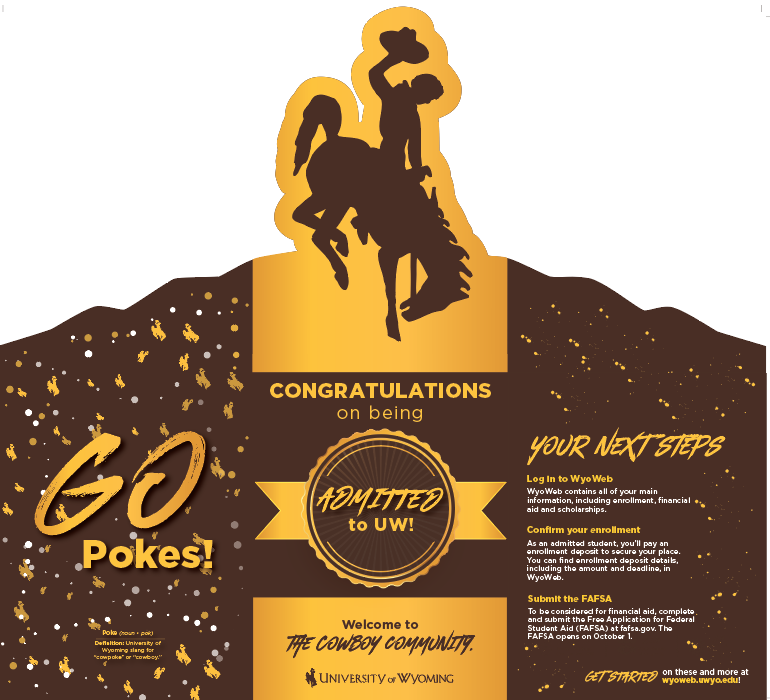 GO
Pokes!
Poke (noun • pok)
Definition: University of
Wyoming slang for
"cowpoke" or "cowboy."
CONGRATULATIONS
on being
ADMITTED
to UW!
Welcome to
THE COWBOY COMMUNITY.
UNIVERSITY OF WYOMING
YOUR NEXT STEPS
Log in to WyoWeb
WyoWeb contains all of your main
information, including enrollment, financial
aid and scholarships.
Confirm your enrollment
As an admitted student, you'll pay an
enrollment deposit to secure your place.
You can find enrollment deposit details,
including the amount and deadline, in
WyoWeb.
Submit the FAFSA
To be considered for financial aid, complete
and submit the Free Application for Federal
Student Aid (FAFSA) at fafsa.gov. The
FAFSA opens on October 1.
GET STARTED on these and more at
wyoweb.uwyo.edu!